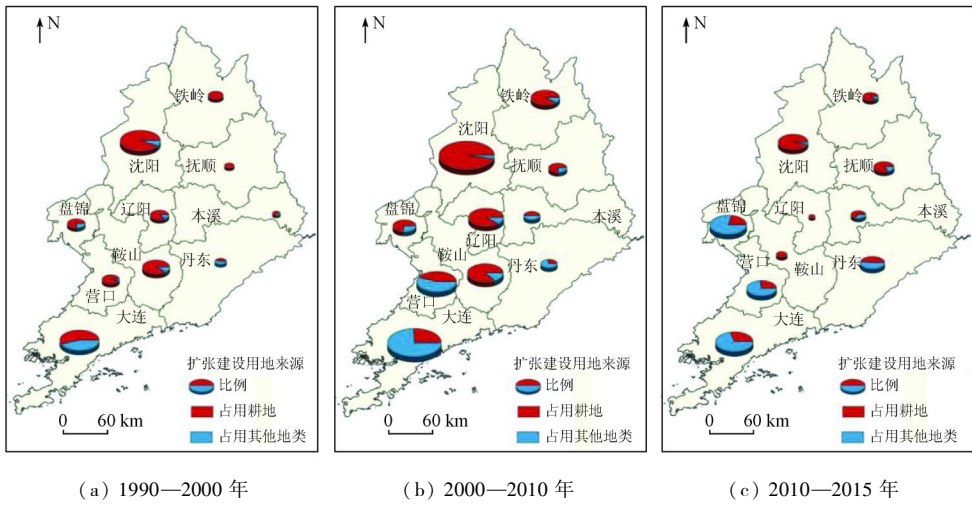 N
铁岭
沈阳
抚顺
盘锦
辽阳
本溪
鞍山
丹东
营口
大连
扩张建设用地来源
比例
占用耕地
占用其他地类
0 60 km
(a) 1990—2000 年
N
铁岭
沈阳
抚顺
盘锦
本溪
辽阳
鞍山
丹东
营口
大连
扩张建设用地来源
比例
占用耕地
占用其他地类
0 60 km
(b) 2000—2010 年
N
铁岭
沈阳
抚顺
盘锦
辽阳
本溪
营口
鞍山
丹东
大连
扩张建设用地来源
比例
占用耕地
占用其他地类
0 60 km
(c) 2010—2015 年